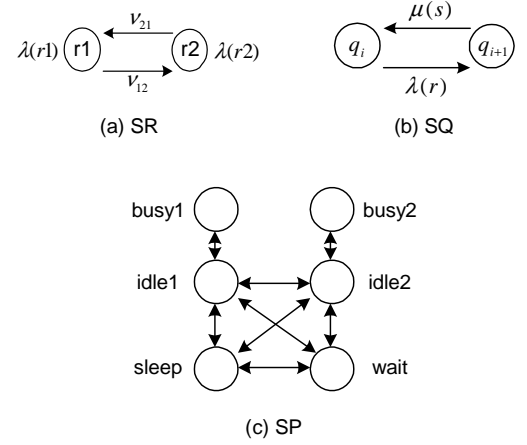 ν21
λ(r1) r1 r2 λ(r2)
ν12
(a) SR
μ(s)
qi qi+1
λ(r)
(b) SQ
busy1 busy2
idle1 idle2
sleep wait
(c) SP